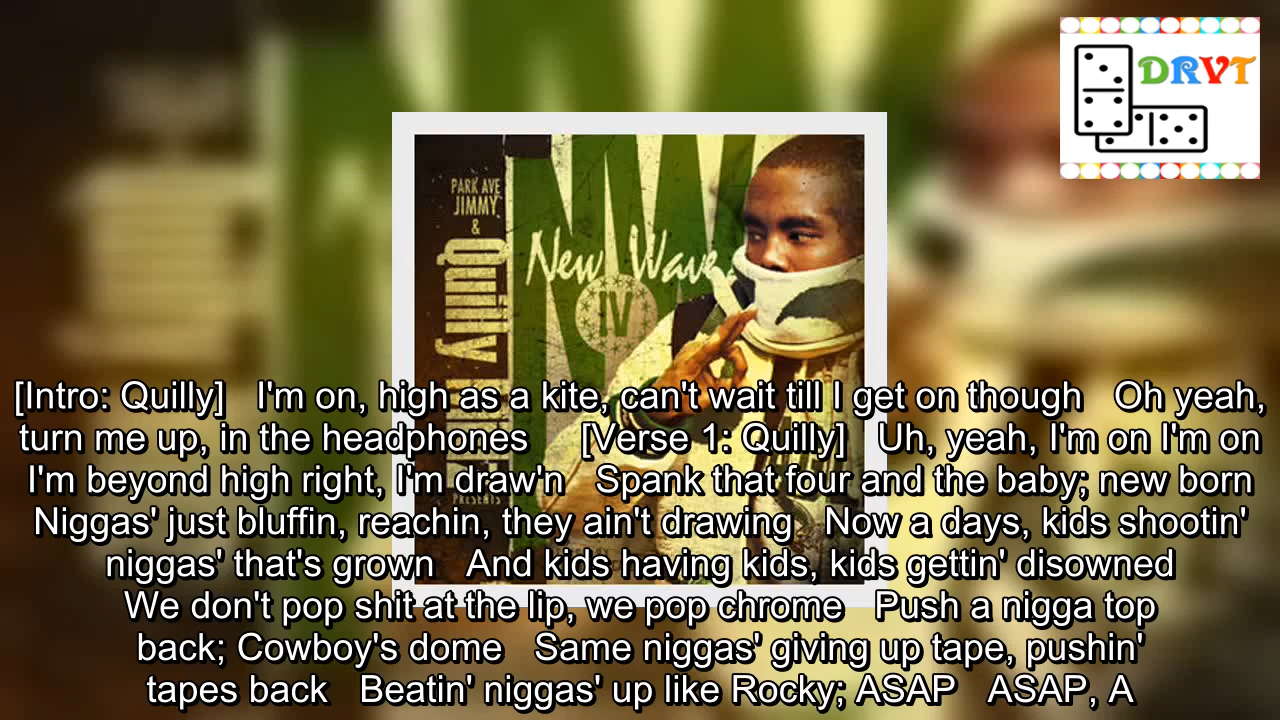 DRVT
PARK AVE
JIMMY
&
Quilly
New Wave
IV
PRESENTS
[Intro: Quilly] I'm on, high as a kite, can't wait till I get on though Oh yeah,
turn me up, in the headphones [Verse 1: Quilly] Uh, yeah, I'm on I'm on
I'm beyond high right, I'm draw'n Spank that four and the baby; new born
Niggas' just bluffin, reachin, they ain't drawing Now a days, kids shootin'
niggas' that's grown And kids having kids, kids gettin' disowned
We don't pop shit at the lip, we pop chrome Push a nigga top
back; Cowboy's dome Same niggas' giving up tape, pushin'
tapes back Beatin' niggas' up like Rocky; ASAP ASAP, A